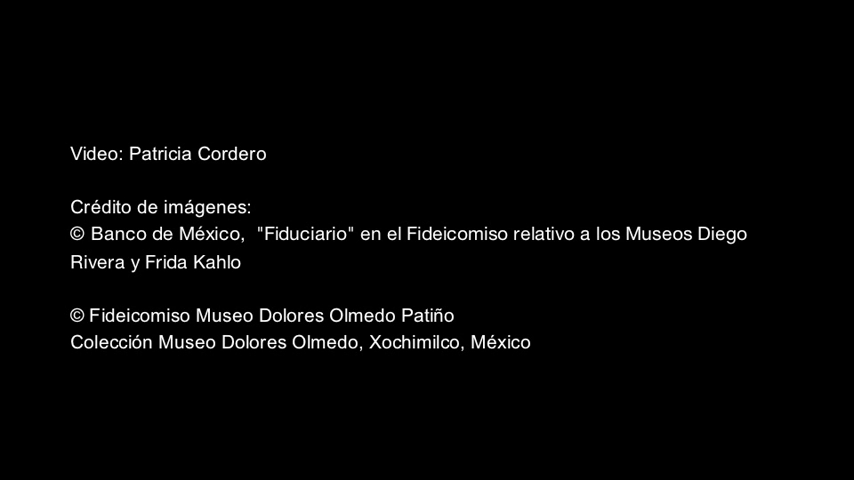 Video: Patricia Cordero
Crédito de imágenes:
© Banco de México,  "Fiduciario" en el Fideicomiso relativo a los Museos Diego
Rivera y Frida Kahlo
© Fideicomiso Museo Dolores Olmedo Patiño
Colección Museo Dolores Olmedo, Xochimilco, México